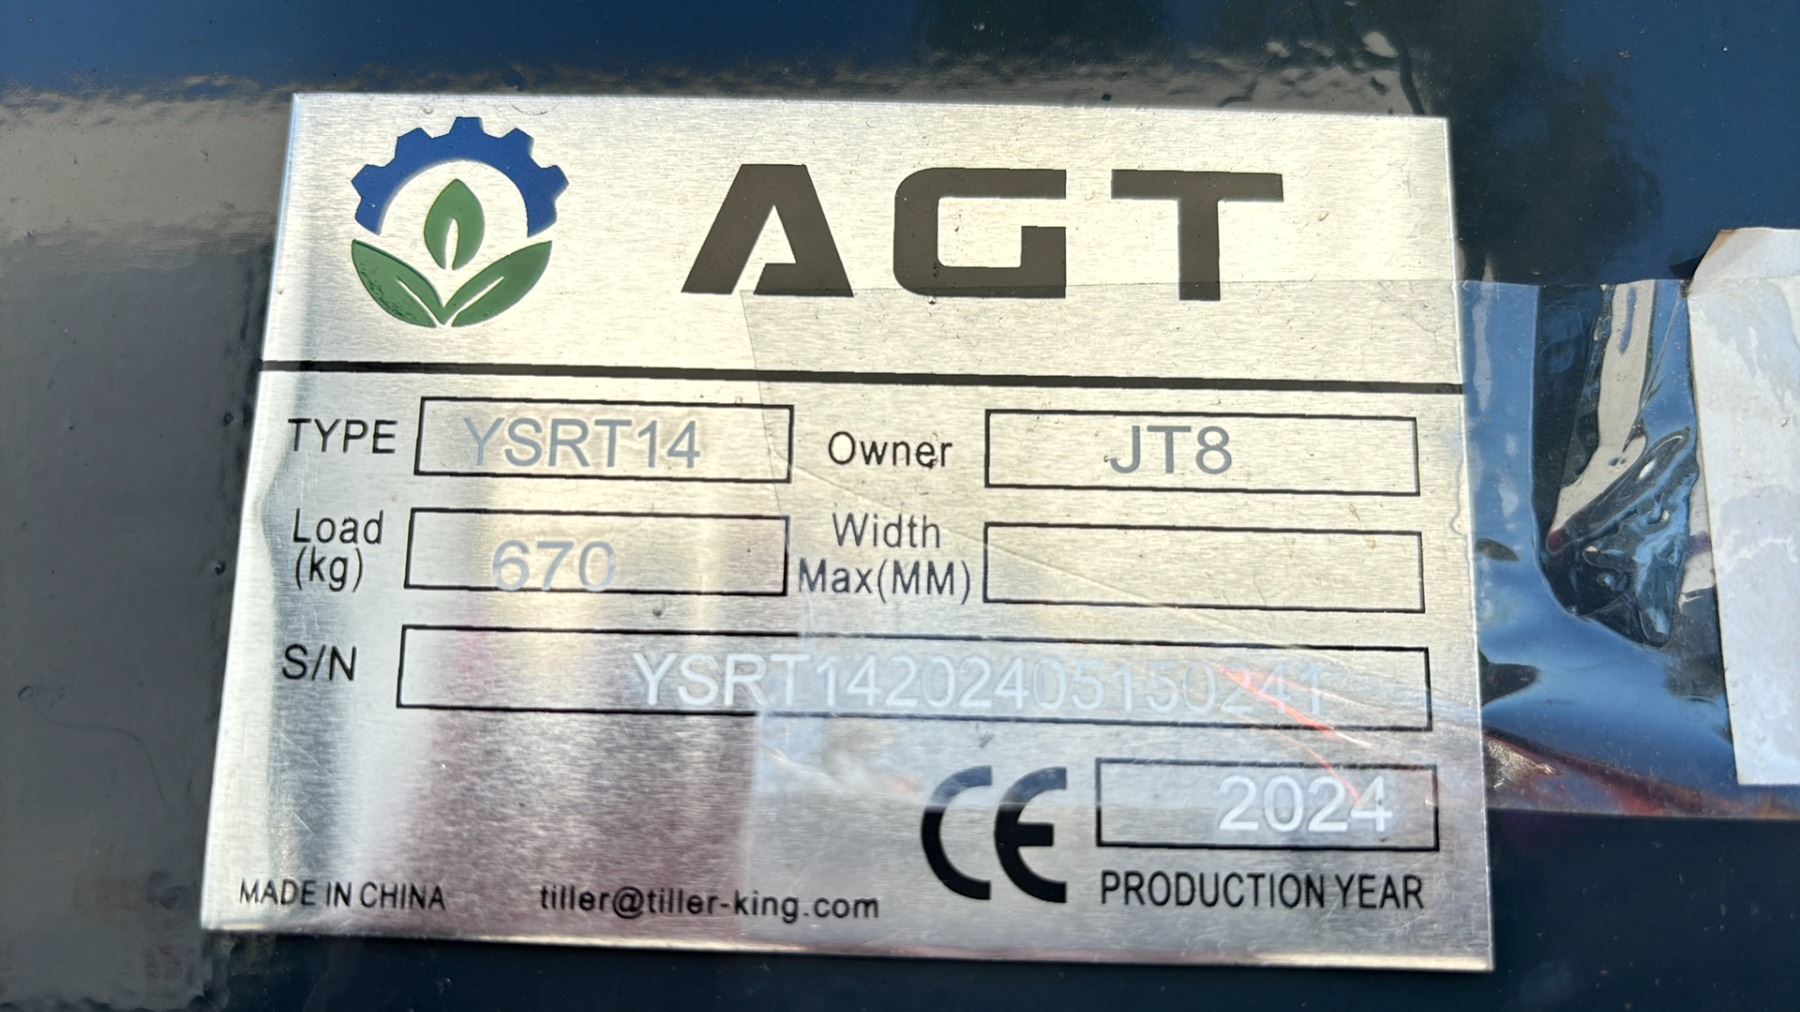 AGT
TYPE YSRT14 Owner JT8
Load (kg) 670 Width Max(MM)
S/N YSRT14202405150241
CE 2024
MADE IN CHINA tiller@tiller-king.com PRODUCTION YEAR